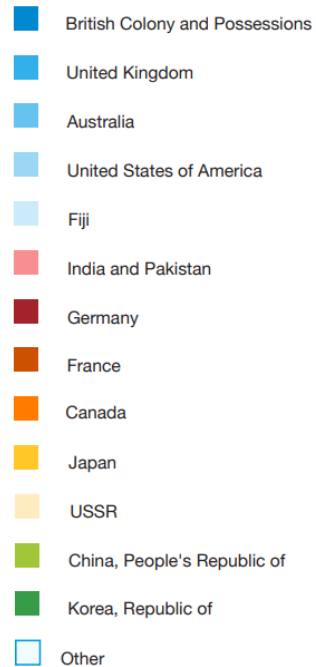 British Colony and Possessions
United Kingdom
Australia
United States of America
Fiji
India and Pakistan
Germany
France
Canada
Japan
USSR
China, People's Republic of
Korea, Republic of
Other